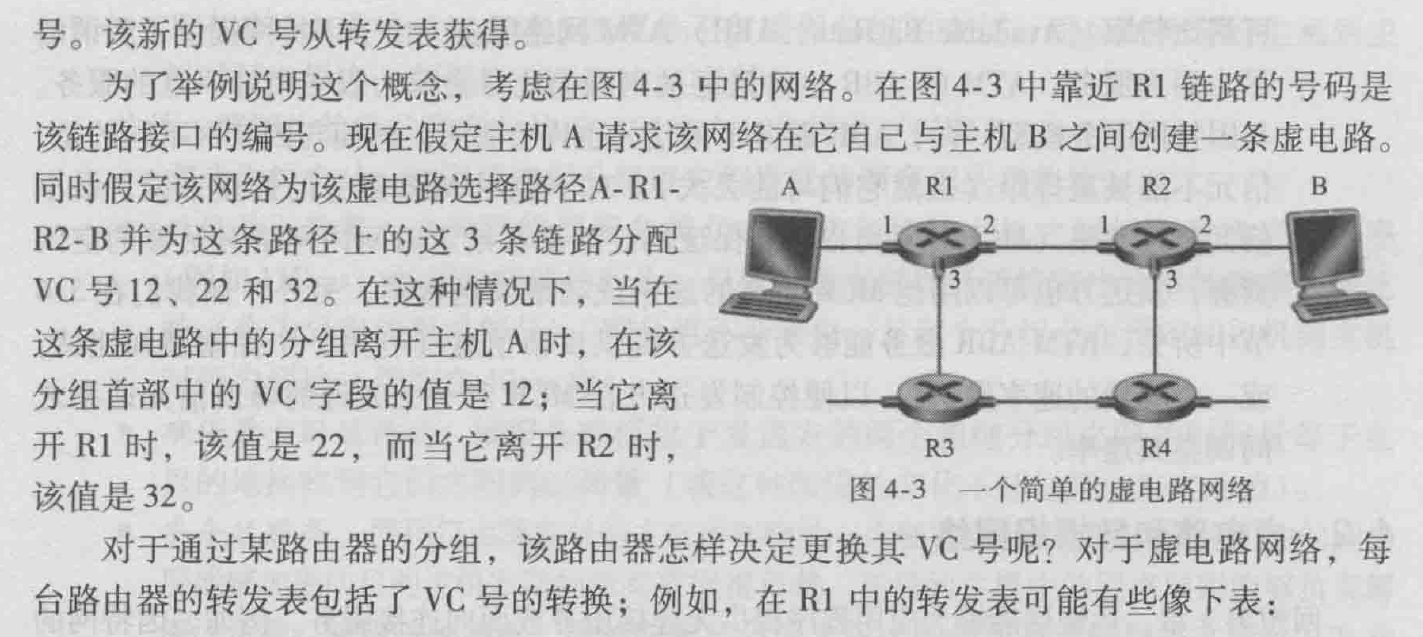 号。该新的 VC 号从转发表获得。
为了举例说明这个概念，考虑在图 4-3 中的网络。在图 4-3 中靠近 R1 链路的号码是
该链路接口的编号。现在假定主机 A 请求该网络在它自己与主机 B 之间创建一条虚电路。
同时假定该网络为该虚电路选择路径A-R1-
R2-B 并为这条路径上的这 3 条链路分配
VC 号12、22 和 32。在这种情况下，当在
这条虚电路中的分组离开主机 A 时，在该
分组首部中的 VC 字段的值是 12；当它离
开 R1 时，该值是 22，而当它离开 R2 时，
该值是 32。
A R1 R2 B
1 2 1 2
3 3
R3 R4
图 4-3 一个简单的虚电路网络
对于通过某路由器的分组，该路由器怎样决定更换其 VC 号呢？对于虚电路网络，每
台路由器的转发表包括了 VC 号的转换；例如，在 R1 中的转发表可能有些像下表：